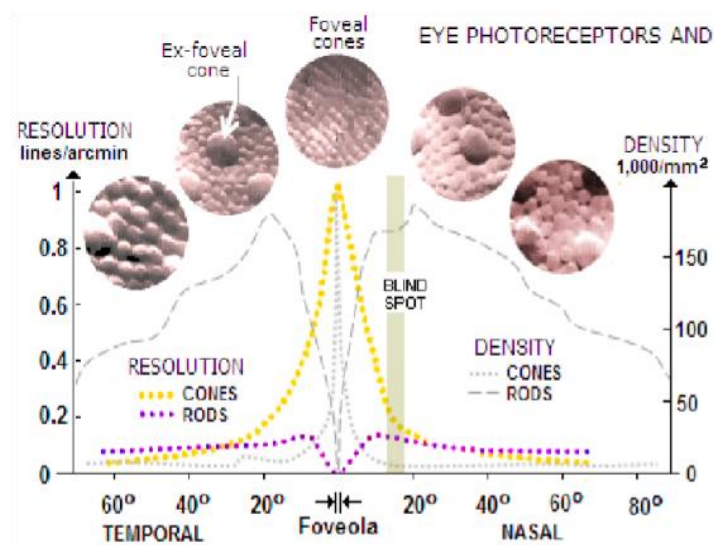 EYE PHOTORECEPTORS AND
Foveal
cones
Ex-foveal
cone
RESOLUTION
lines/arcmin
DENSITY
1,000/mm²
1
0.8
0.6
0.4
0.2
0
150
100
50
0
BLIND
SPOT
RESOLUTION
CONES
RODS
DENSITY
CONES
RODS
60° 40° 20° 20° 40° 60° 80°
TEMPORAL Foveola NASAL